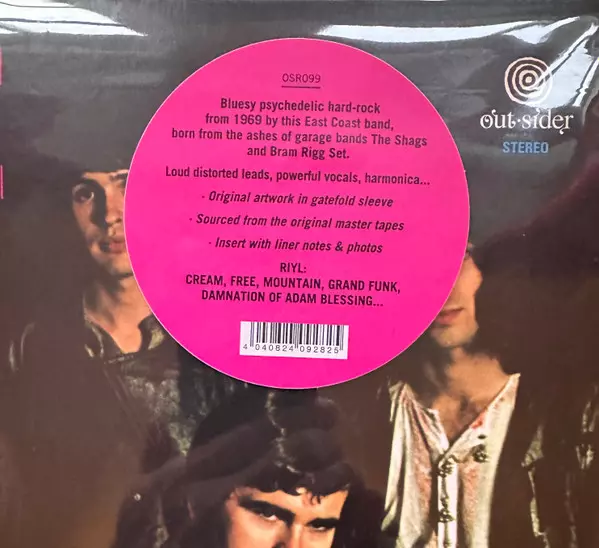 OSR099
Bluesy psychedelic hard-rock
from 1969 by this East Coast band,
born from the ashes of garage bands The Shags
and Bram Rigg Set.
Loud distorted leads, powerful vocals, harmonica...
- Original artwork in gatefold sleeve
- Sourced from the original master tapes
- Insert with liner notes & photos
RIYL:
CREAM, FREE, MOUNTAIN, GRAND FUNK,
DAMNATION OF ADAM BLESSING...
4 040824 092825
out·sider
STEREO